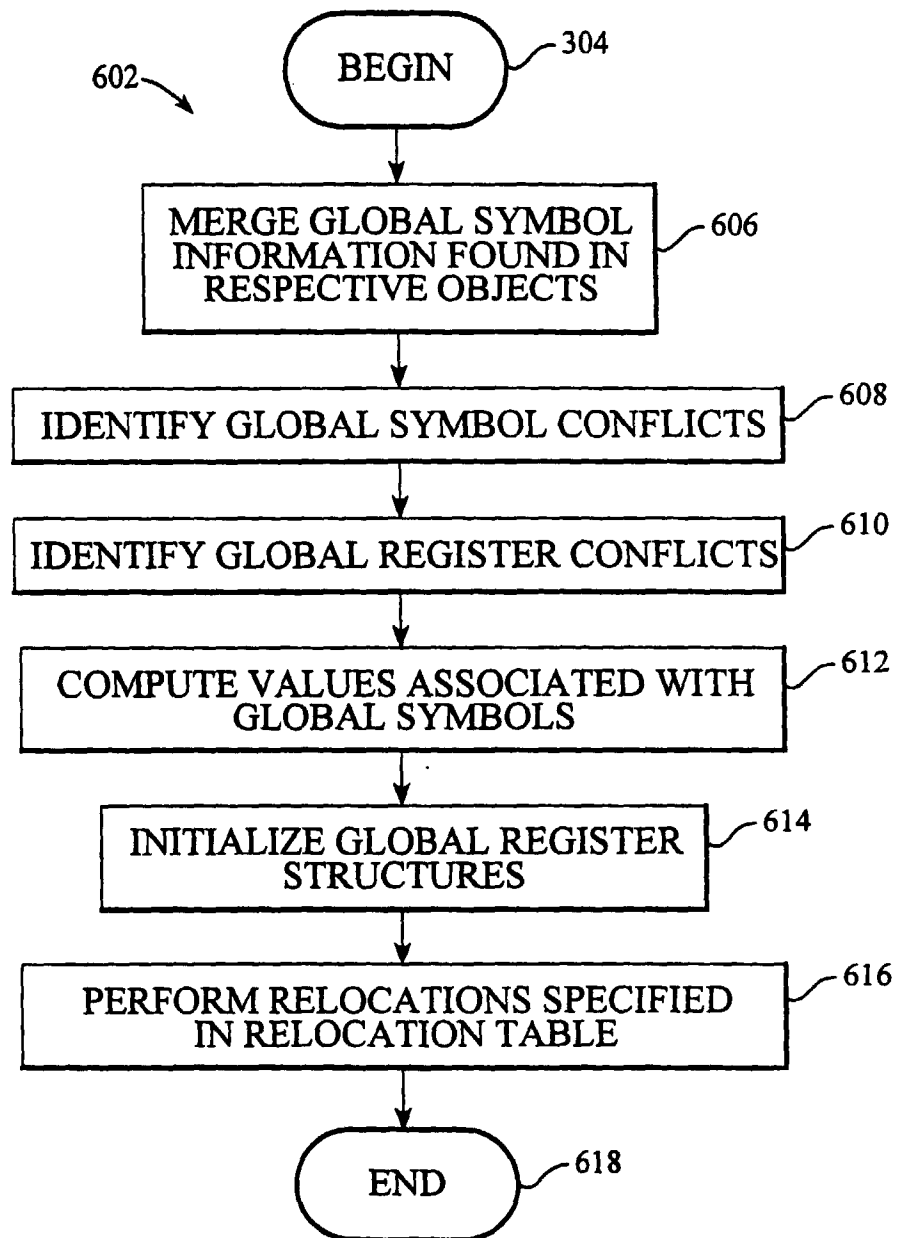 602
BEGIN
304
MERGE GLOBAL SYMBOL
INFORMATION FOUND IN
RESPECTIVE OBJECTS
606
IDENTIFY GLOBAL SYMBOL CONFLICTS
608
IDENTIFY GLOBAL REGISTER CONFLICTS
610
COMPUTE VALUES ASSOCIATED WITH
GLOBAL SYMBOLS
612
INITIALIZE GLOBAL REGISTER
STRUCTURES
614
PERFORM RELOCATIONS SPECIFIED
IN RELOCATION TABLE
616
END
618